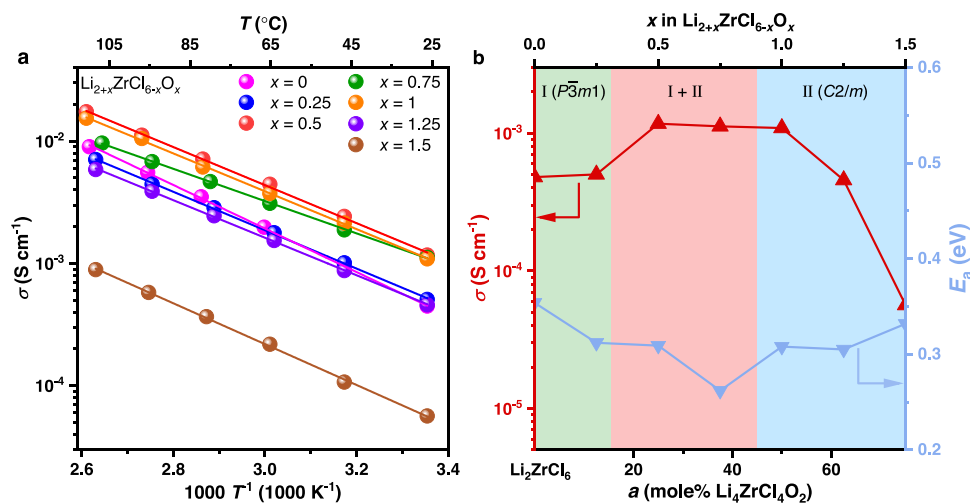 T (°C)
105 85 65 45 25
a
Li₂₊ₓZrCl₆₋ₓOₓ
x = 0
x = 0.25
x = 0.5
x = 0.75
x = 1
x = 1.25
x = 1.5
σ (S cm⁻¹)
10⁻²
10⁻³
10⁻⁴
2.6 2.8 3.0 3.2 3.4
1000 T⁻¹ (1000 K⁻¹)
x in Li₂₊ₓZrCl₆₋ₓOₓ
b
0.0 0.5 1.0 1.5
I (P3̅m1) I + II II (C2/m)
σ (S cm⁻¹)
10⁻³
10⁻⁴
10⁻⁵
0.6
0.5
0.4
0.3
0.2
Eₐ (eV)
Li₂ZrCl₆ 20 40 60
a (mole% Li₄ZrCl₄O₂)